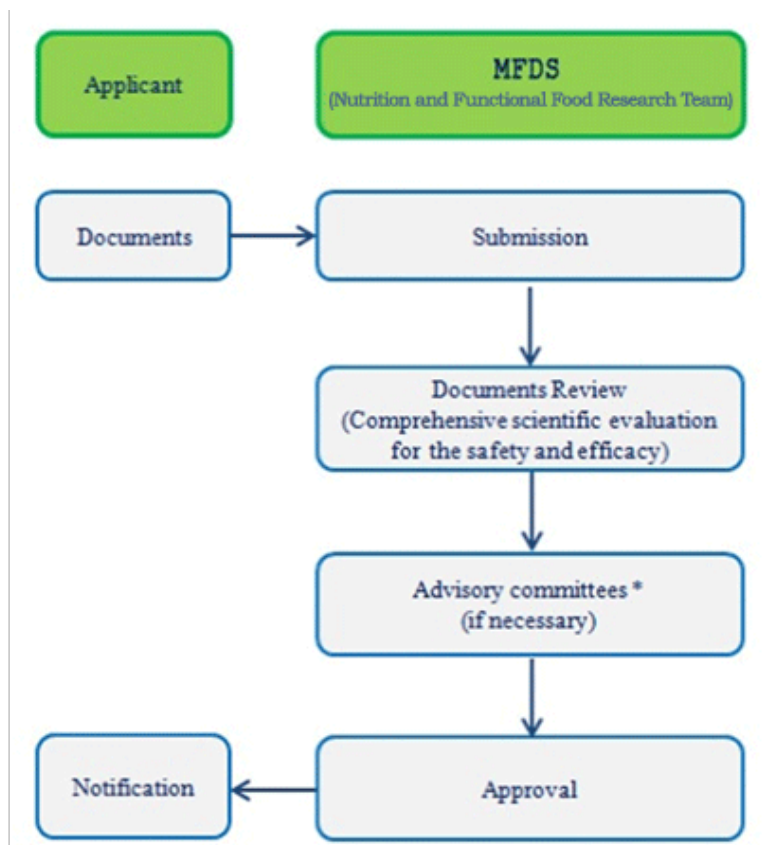 Applicant
MFDS
(Nutrition and Functional Food Research Team)
Documents
Submission
Documents Review
(Comprehensive scientific evaluation
for the safety and efficacy)
Advisory committees *
(if necessary)
Notification
Approval